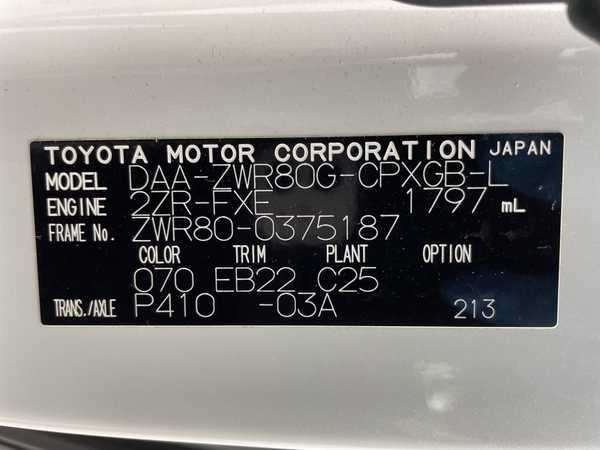 TOYOTA MOTOR CORPORATION JAPAN
MODEL DAA-ZWR80G-CPXGB-L
ENGINE 2ZR-FXE 1797 mL
FRAME No. ZWR80-0375187
COLOR TRIM PLANT OPTION
070 EB22 C25
TRANS./AXLE P410 -03A 213